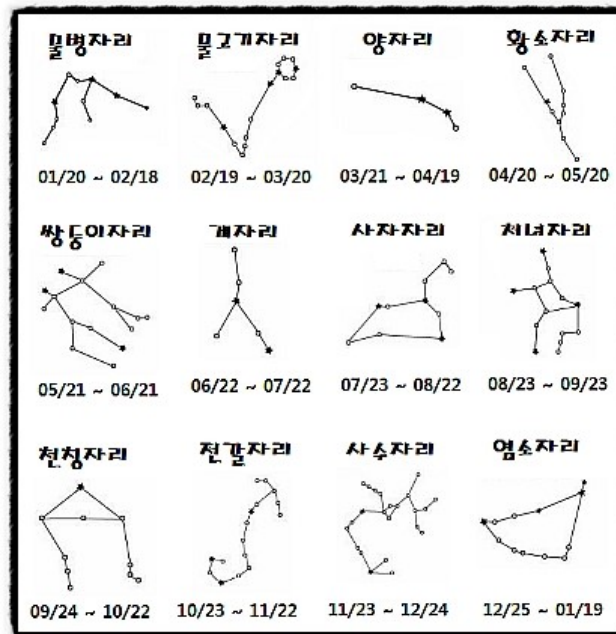 물병자리 물고기자리 양자리 황소자리
01/20 ~ 02/18 02/19 ~ 03/20 03/21 ~ 04/19 04/20 ~ 05/20
쌍둥이자리 게자리 사자자리 처녀자리
05/21 ~ 06/21 06/22 ~ 07/22 07/23 ~ 08/22 08/23 ~ 09/23
천칭자리 전갈자리 사수자리 염소자리
09/24 ~ 10/22 10/23 ~ 11/22 11/23 ~ 12/24 12/25 ~ 01/19